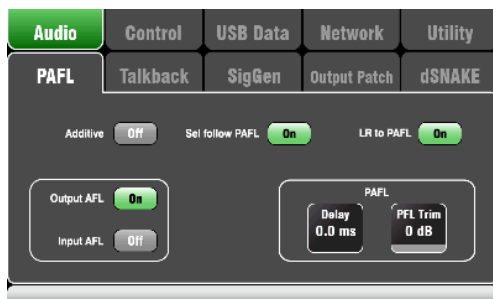 Audio Control USB Data Network Utility
PAFL Talkback SigGen Output Patch dSNAKE
Additive Off Sel follow PAFL On LR to PAFL On
Output AFL On
Input AFL Off
PAFL
Delay
0.0 ms
PFL Trim
0 dB